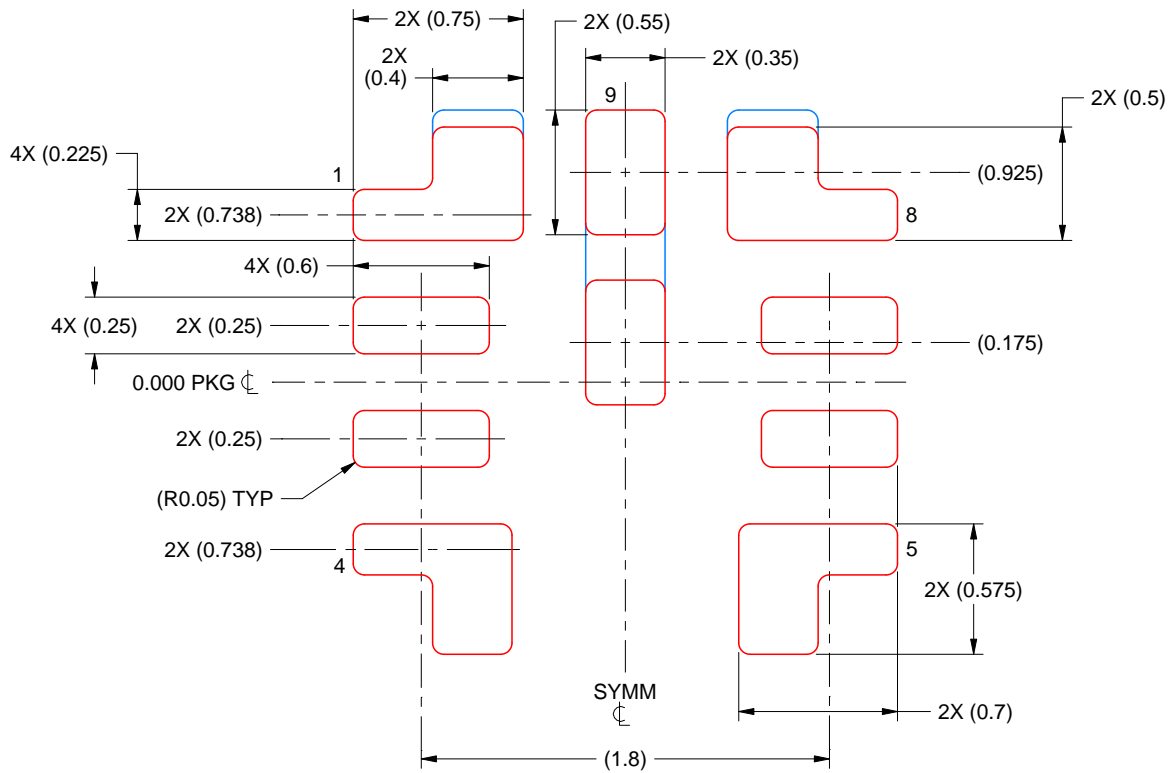 2X (0.75)
2X (0.55)
2X
(0.4)
2X (0.35)
9
2X (0.5)
4X (0.225)
1
(0.925)
2X (0.738)
8
4X (0.6)
4X (0.25)
2X (0.25)
(0.175)
0.000 PKG ℄
2X (0.25)
(R0.05) TYP
2X (0.738)
4
5
2X (0.575)
SYMM
℄
2X (0.7)
(1.8)